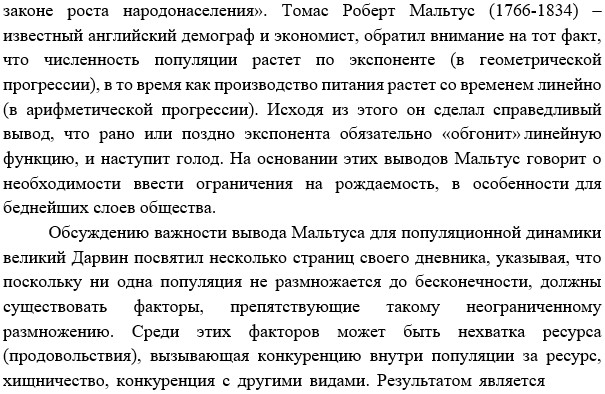 законе роста народонаселения». Томас Роберт Мальтус (1766-1834) –
известный английский демограф и экономист, обратил внимание на тот факт,
что численность популяции растет по экспоненте (в геометрической
прогрессии), в то время как производство питания растет со временем линейно
(в арифметической прогрессии). Исходя из этого он сделал справедливый
вывод, что рано или поздно экспонента обязательно «обгонит» линейную
функцию, и наступит голод. На основании этих выводов Мальтус говорит о
необходимости ввести ограничения на рождаемость, в особенности для
беднейших слоев общества.
Обсуждению важности вывода Мальтуса для популяционной динамики
великий Дарвин посвятил несколько страниц своего дневника, указывая, что
поскольку ни одна популяция не размножается до бесконечности, должны
существовать факторы, препятствующие такому неограниченному
размножению. Среди этих факторов может быть нехватка ресурса
(продовольствия), вызывающая конкуренцию внутри популяции за ресурс,
хищничество, конкуренция с другими видами. Результатом является